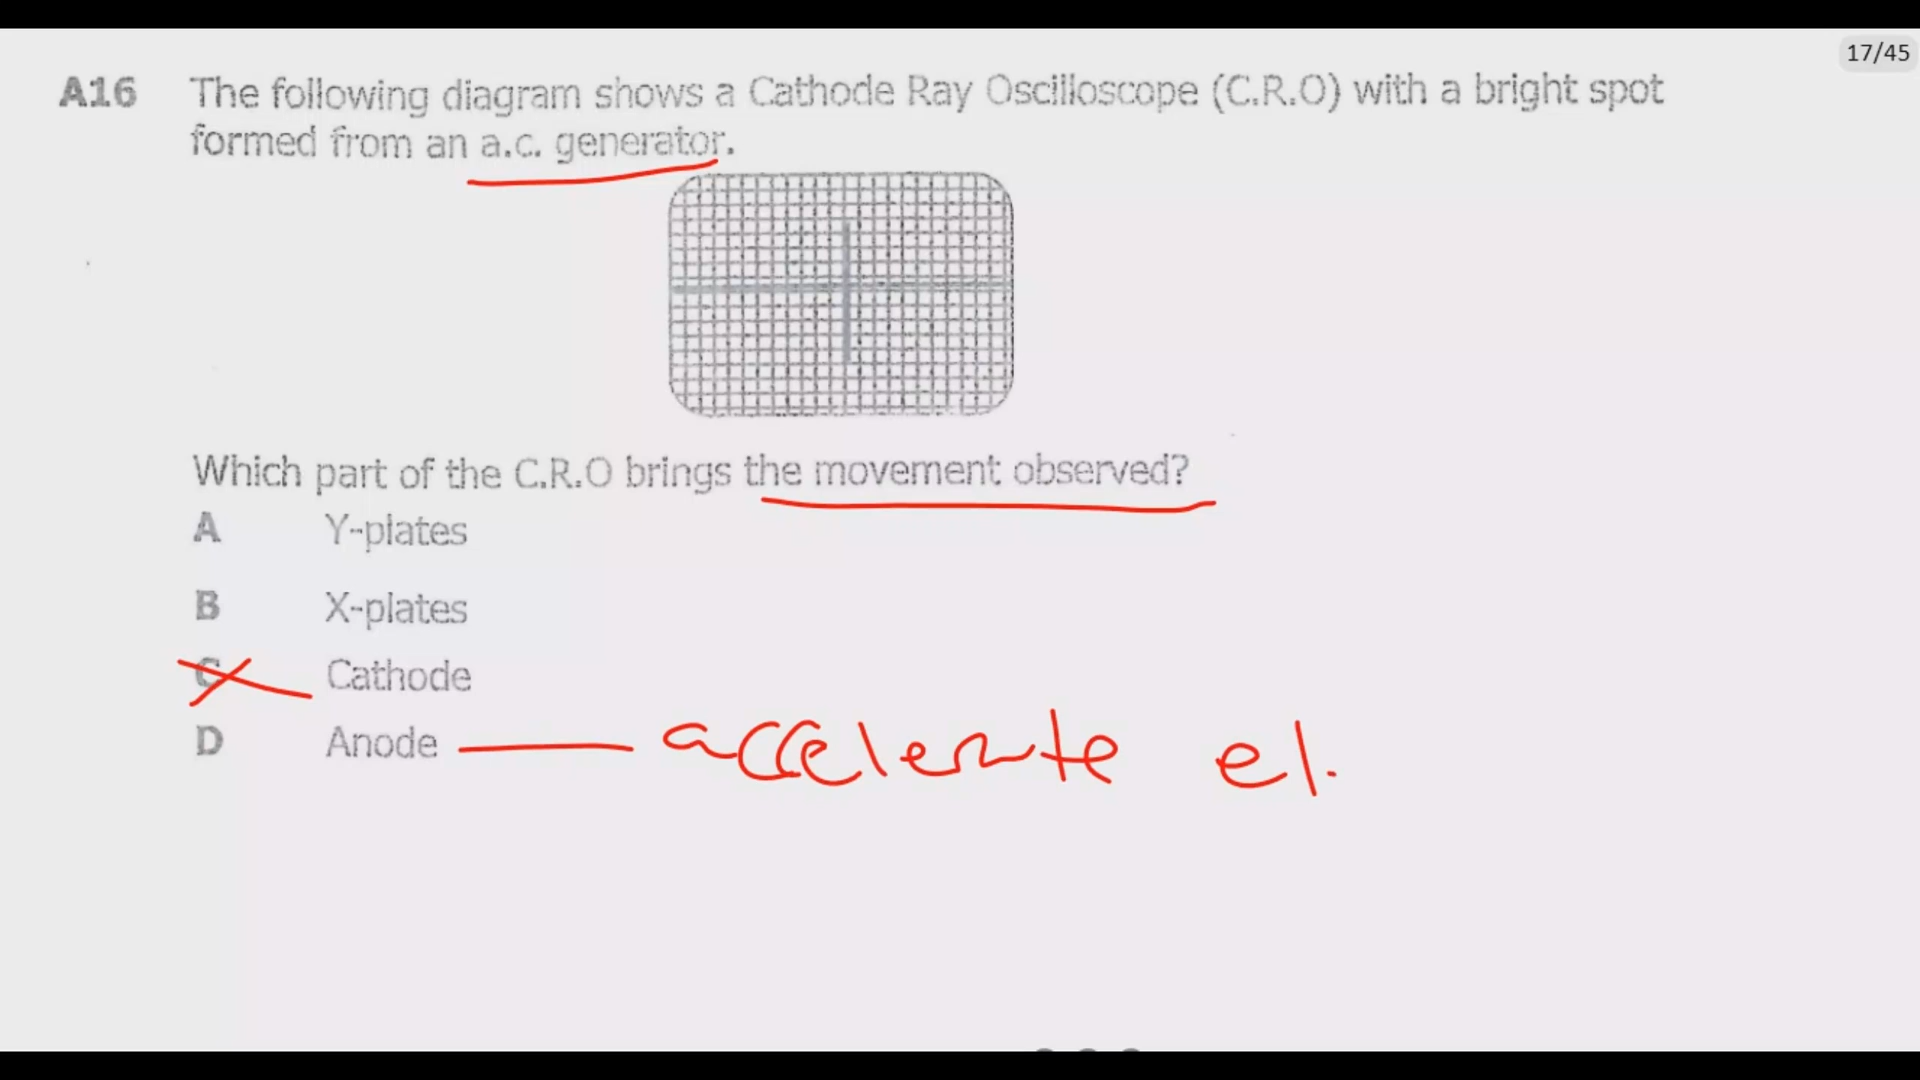 17/45
A16 The following diagram shows a Cathode Ray Oscilloscope (C.R.O) with a bright spot
formed from an a.c. generator.
Which part of the C.R.O brings the movement observed?
A Y-plates
B X-plates
C Cathode
D Anode accelerate el.